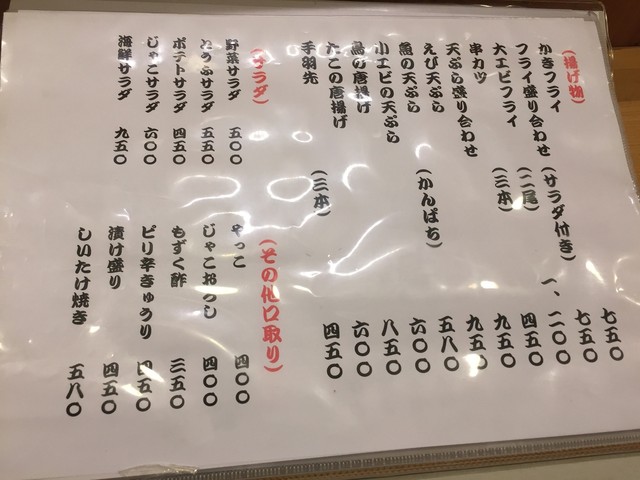 (揚げ物)
かきフライ 七五〇
フライ盛り合わせ (サラダ付き) 七五〇
大エビフライ (二尾) 一、二〇〇
串カツ (三本) 四五〇
天ぷら盛り合わせ 九五〇
えび天ぷら 九五〇
魚の天ぷら (かんぱち) 五八〇
小エビの天ぷら 六〇〇
鳥の唐揚げ 八五〇
たこの唐揚げ 六〇〇
手羽先 (三本) 四五〇
(サラダ)
野菜サラダ 五〇〇
とうふサラダ 五五〇
ポテトサラダ 四五〇
じゃこサラダ 六〇〇
海鮮サラダ 九五〇
(その他口取り)
やっこ 四〇〇
じゃこおろし 四〇〇
もずく酢 三五〇
ピリ辛きゅうり 四五〇
漬け盛り 四五〇
しいたけ焼き 五八〇